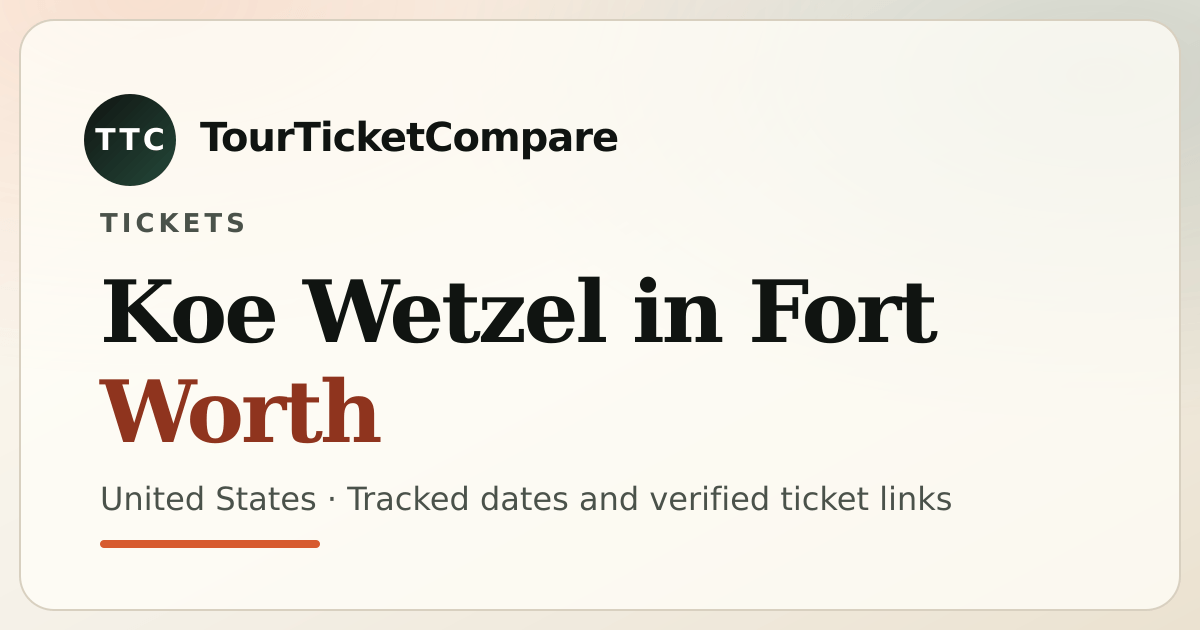 TTC TourTicketCompare
TICKETS
Koe Wetzel in Fort
Worth
United States · Tracked dates and verified ticket links